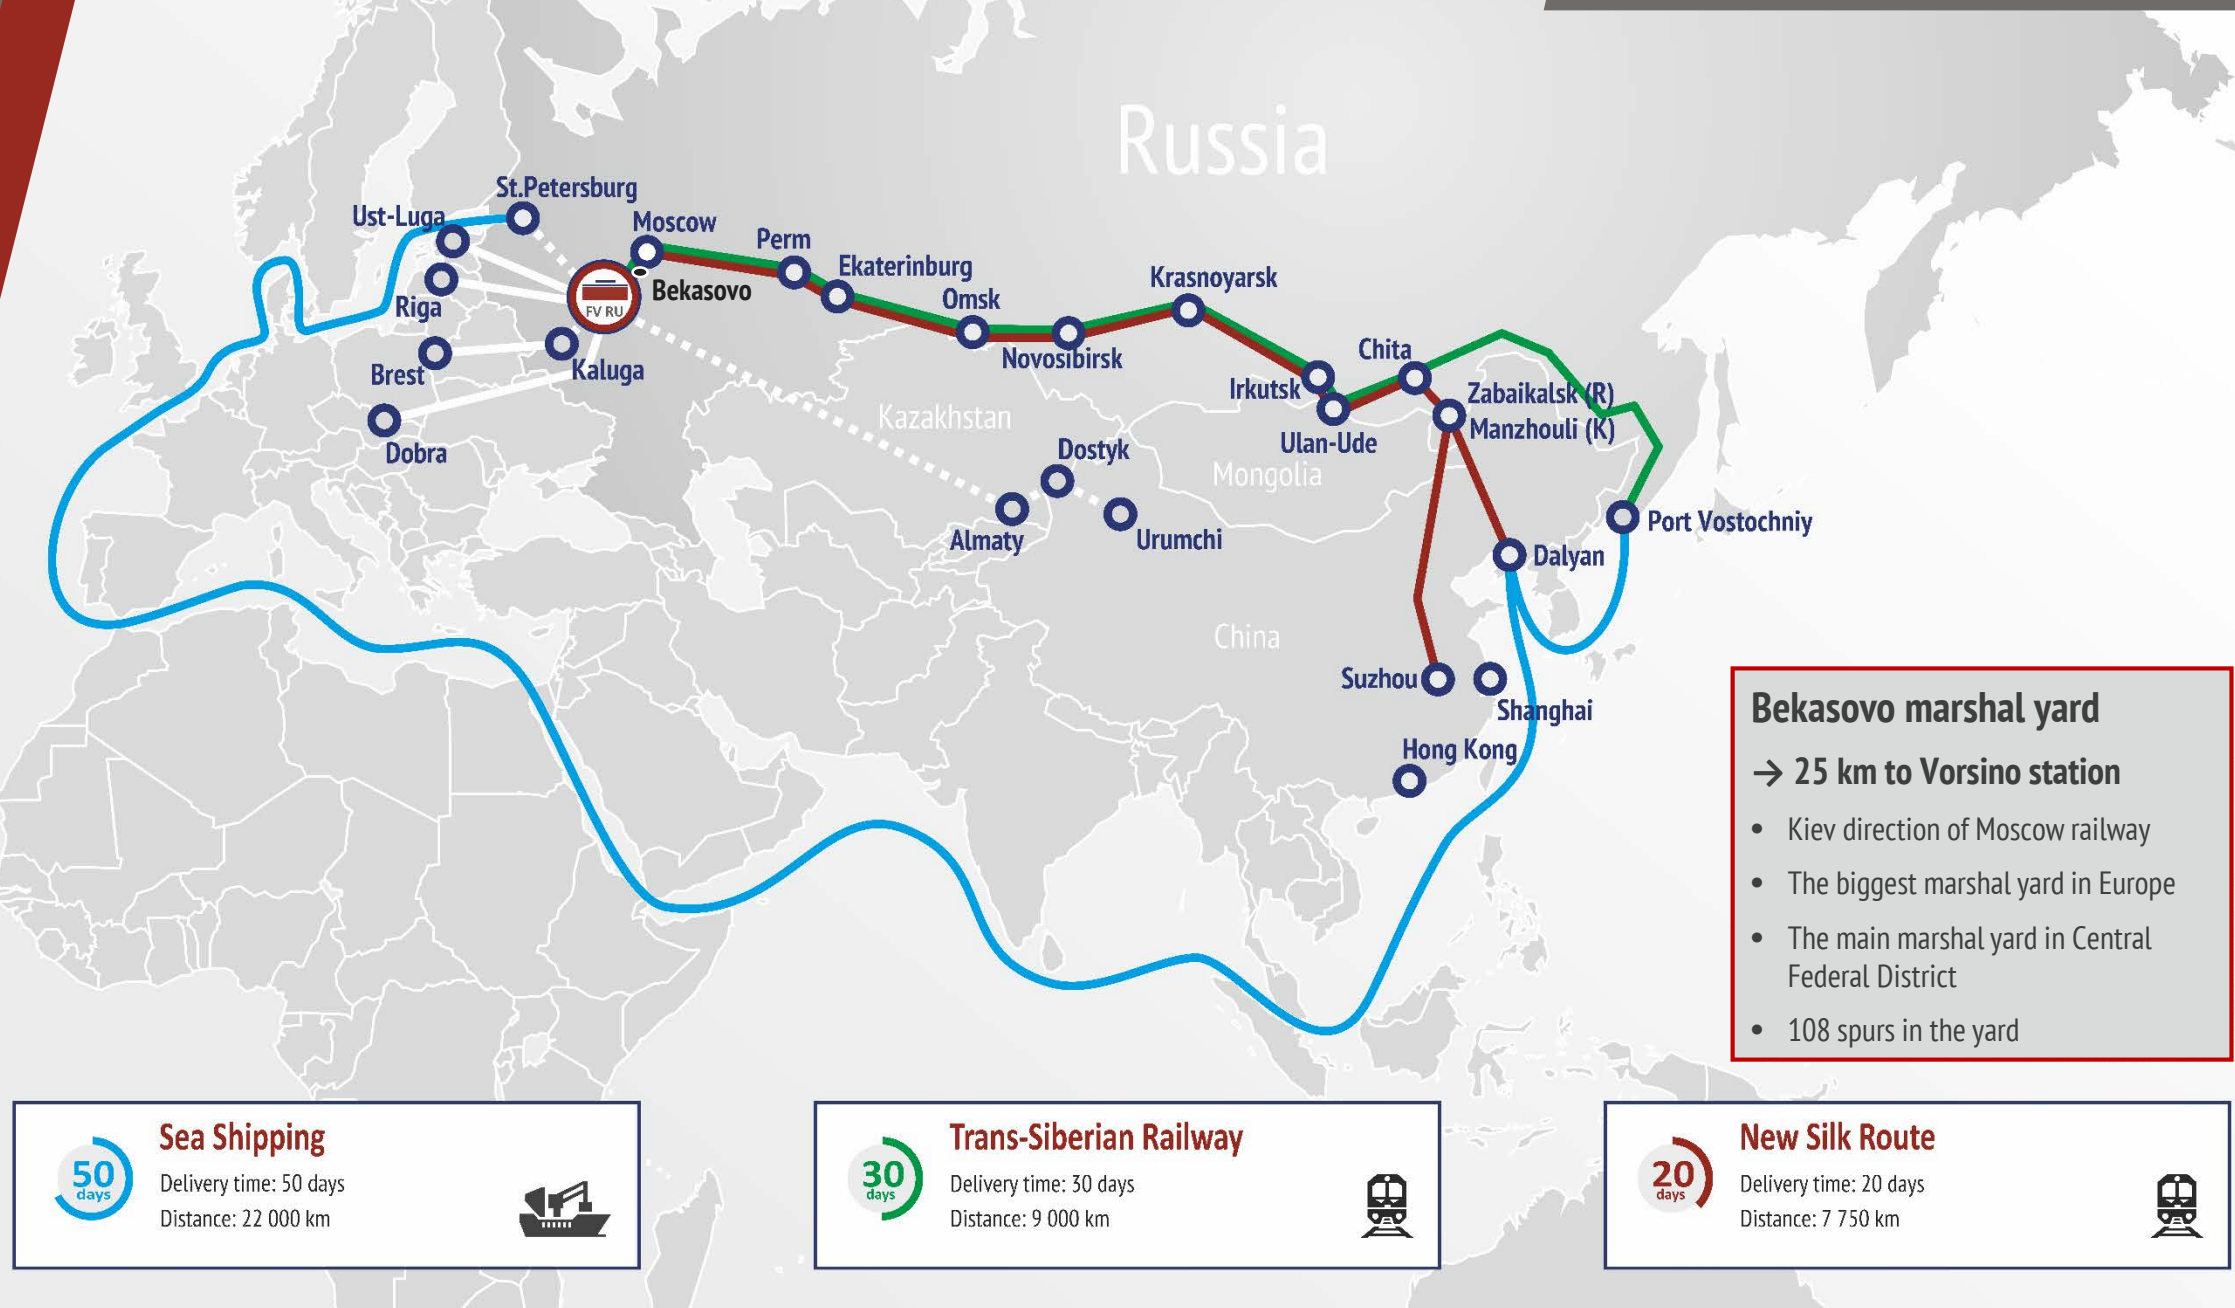 Russia
St.Petersburg
Ust-Luga
Moscow
Perm
Ekaterinburg
Bekasovo
FV RU
Riga
Omsk
Krasnoyarsk
Novosibirsk
Brest
Kaluga
Chita
Irkutsk
Zabaikalsk (R)
Manzhouli (K)
Kazakhstan
Dobra
Dostyk
Ulan-Ude
Mongolia
Almaty
Urumchi
Port Vostochniy
Dalyan
China
Suzhou
Shanghai
Hong Kong
Bekasovo marshal yard
→ 25 km to Vorsino station
• Kiev direction of Moscow railway
• The biggest marshal yard in Europe
• The main marshal yard in Central
Federal District
• 108 spurs in the yard
50
days
Sea Shipping
Delivery time: 50 days
Distance: 22 000 km
30
days
Trans-Siberian Railway
Delivery time: 30 days
Distance: 9 000 km
20
days
New Silk Route
Delivery time: 20 days
Distance: 7 750 km